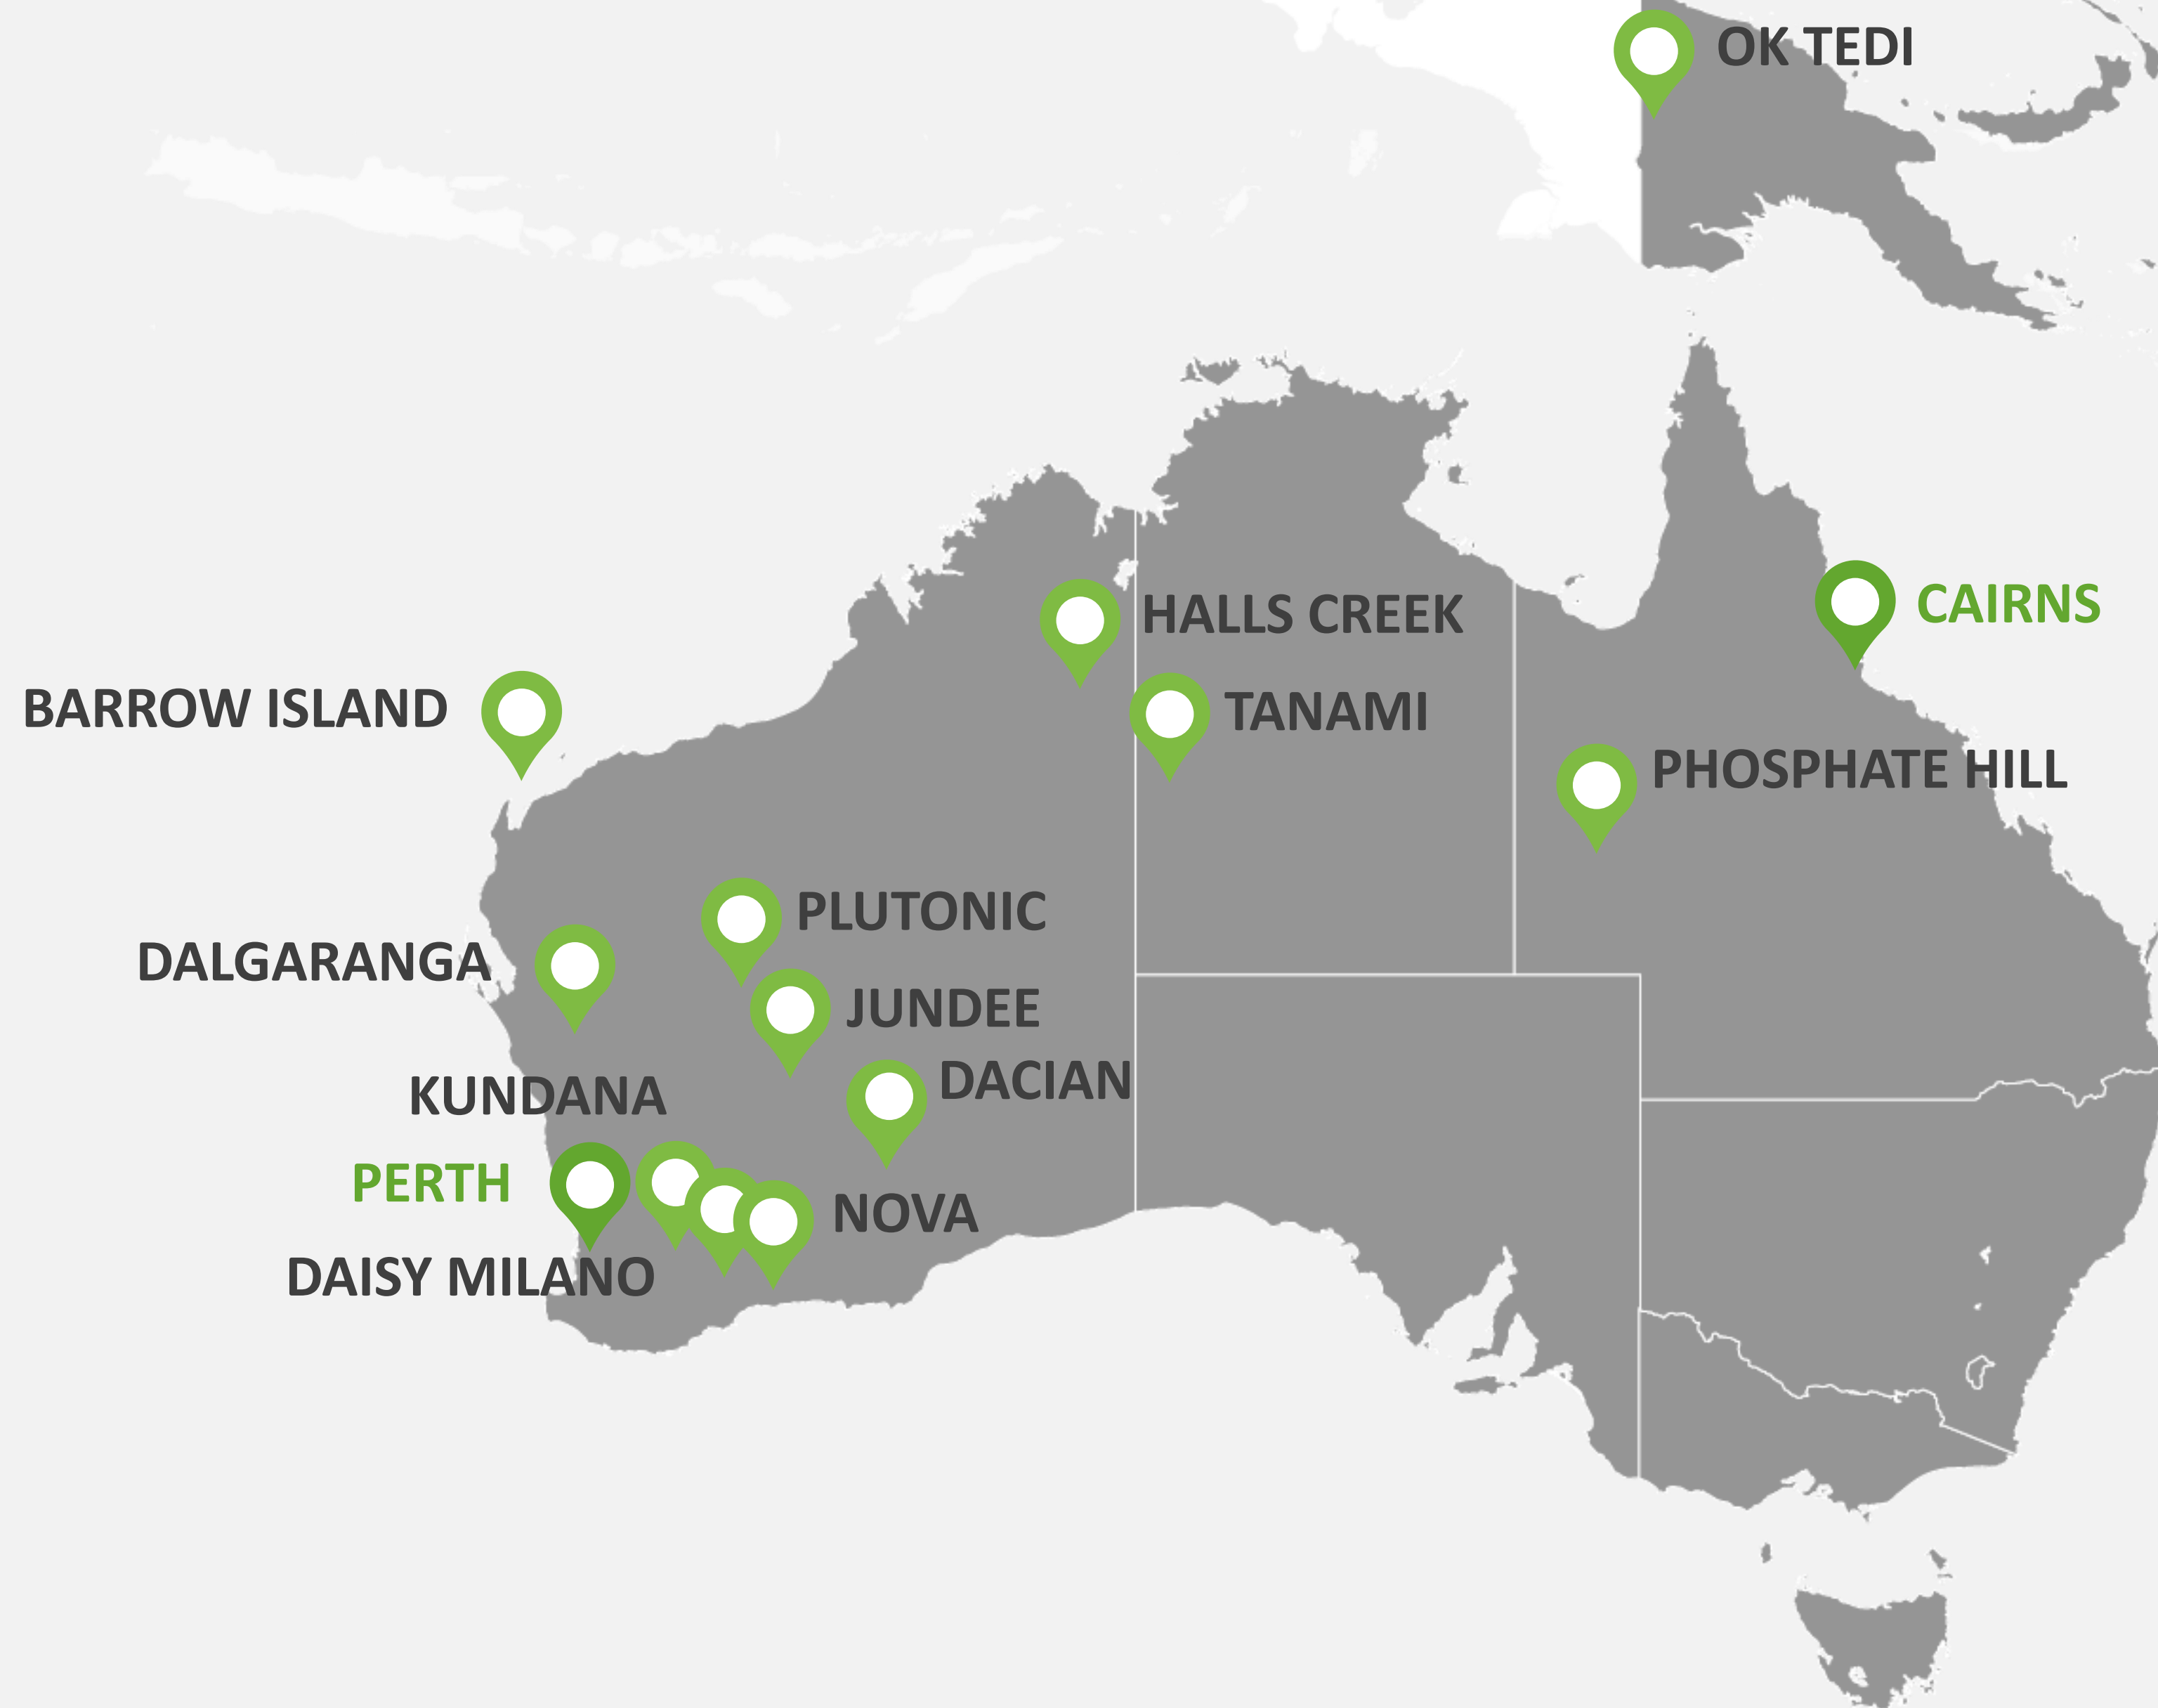 OK TEDI
CAIRNS
HALLS CREEK
BARROW ISLAND
TANAMI
PHOSPHATE HILL
PLUTONIC
DALGARANGA
JUNDEE
DACIAN
KUNDANA
PERTH
NOVA
DAISY MILANO